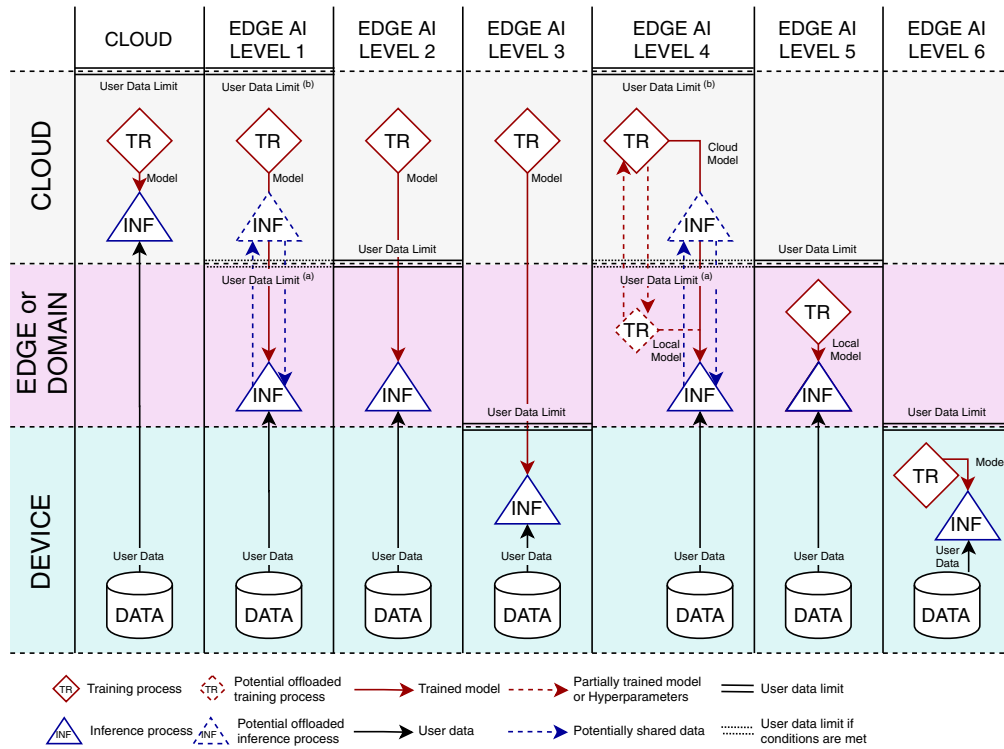 CLOUD
EDGE AI
LEVEL 1
EDGE AI
LEVEL 2
EDGE AI
LEVEL 3
EDGE AI
LEVEL 4
EDGE AI
LEVEL 5
EDGE AI
LEVEL 6
CLOUD
User Data Limit
User Data Limit (b)
User Data Limit (b)
TR
TR
TR
TR
TR
Model
Model
Model
Model
Cloud
Model
INF
INF
INF
User Data Limit
User Data Limit
EDGE or
DOMAIN
User Data Limit (a)
User Data Limit (a)
TR
TR
Local
Model
Local
Model
INF
INF
INF
INF
User Data Limit
User Data Limit
DEVICE
TR
Model
INF
INF
User Data
User Data
User Data
User Data
User Data
User Data
User
Data
DATA
DATA
DATA
DATA
DATA
DATA
DATA
TR
Training process
TR
Potential offloaded
training process
Trained model
Partially trained model
or Hyperparameters
User data limit
INF
Inference process
INF
Potential offloaded
inference process
User data
Potentially shared data
User data limit if
conditions are met